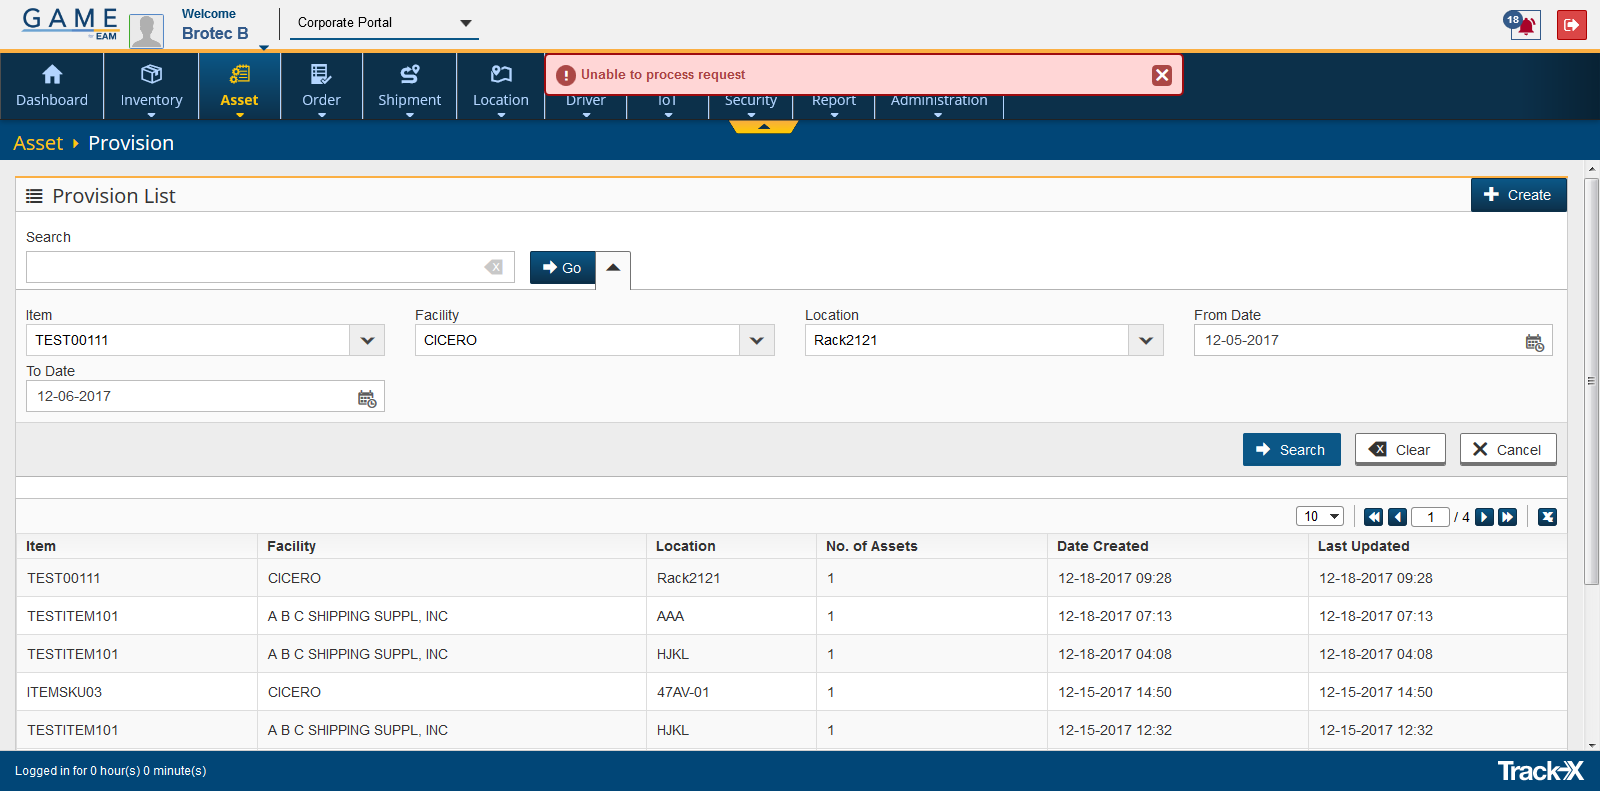 GAME
EAM
Welcome
Brotec B
Corporate Portal
18
Dashboard
Inventory
Asset
Order
Shipment
Location
Driver
IoT
Security
Report
Administration
Unable to process request
Asset Provision
Provision List
Create
Search
Go
Item
Facility
Location
From Date
TEST00111
CICERO
Rack2121
12-05-2017
To Date
12-06-2017
Search
Clear
Cancel
10
1
/ 4
Item Facility Location No. of Assets Date Created Last Updated
TEST00111 CICERO Rack2121 1 12-18-2017 09:28 12-18-2017 09:28
TESTITEM101 A B C SHIPPING SUPPL, INC AAA 1 12-18-2017 07:13 12-18-2017 07:13
TESTITEM101 A B C SHIPPING SUPPL, INC HJKL 1 12-18-2017 04:08 12-18-2017 04:08
ITEMSKU03 CICERO 47AV-01 1 12-15-2017 14:50 12-15-2017 14:50
TESTITEM101 A B C SHIPPING SUPPL, INC HJKL 1 12-15-2017 12:32 12-15-2017 12:32
Logged in for 0 hour(s) 0 minute(s)
Track-X